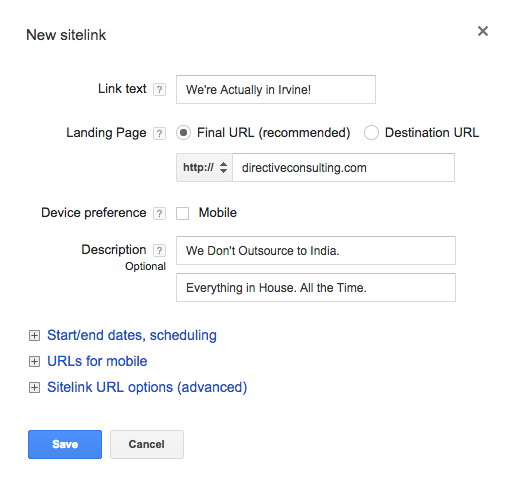 New sitelink ×
Link text ? We're Actually in Irvine!
Landing Page ? Final URL (recommended) Destination URL
http:// directiveconsulting.com
Device preference ? Mobile
Description ? We Don't Outsource to India.
Optional
Everything in House. All the Time.
Start/end dates, scheduling
URLs for mobile
Sitelink URL options (advanced)
Save Cancel